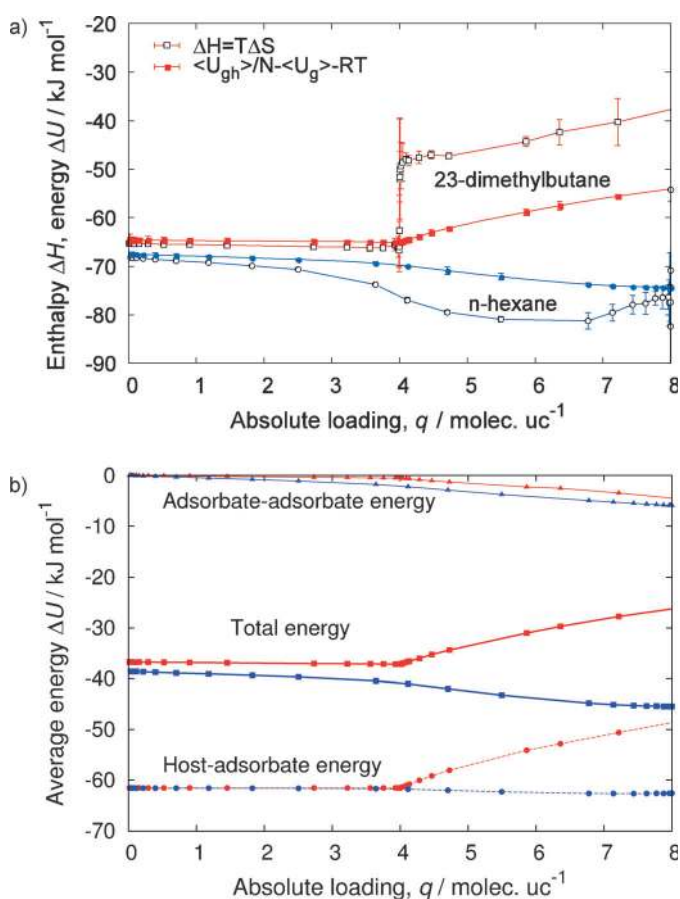 a)
-20
-30
-40
-50
-60
-70
-80
-90
Enthalpy ΔH, energy ΔU / kJ mol⁻¹
ΔH=TΔS
<U_gh>/N-<U_g>-RT
23-dimethylbutane
n-hexane
0 1 2 3 4 5 6 7 8
Absolute loading, q / molec. uc⁻¹
b)
0
-10
-20
-30
-40
-50
-60
-70
Average energy ΔU / kJ mol⁻¹
Adsorbate-adsorbate energy
Total energy
Host-adsorbate energy
0 1 2 3 4 5 6 7 8
Absolute loading, q / molec. uc⁻¹